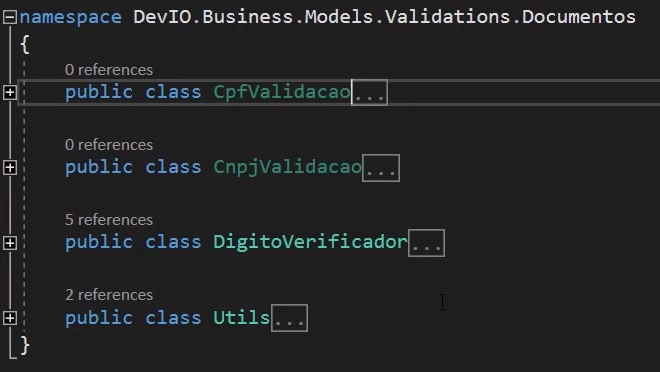 namespace DevIO.Business.Models.Validations.Documentos
{
0 references
public class CpfValidacao...
0 references
public class CnpjValidacao...
5 references
public class DigitoVerificador...
2 references
public class Utils...
}